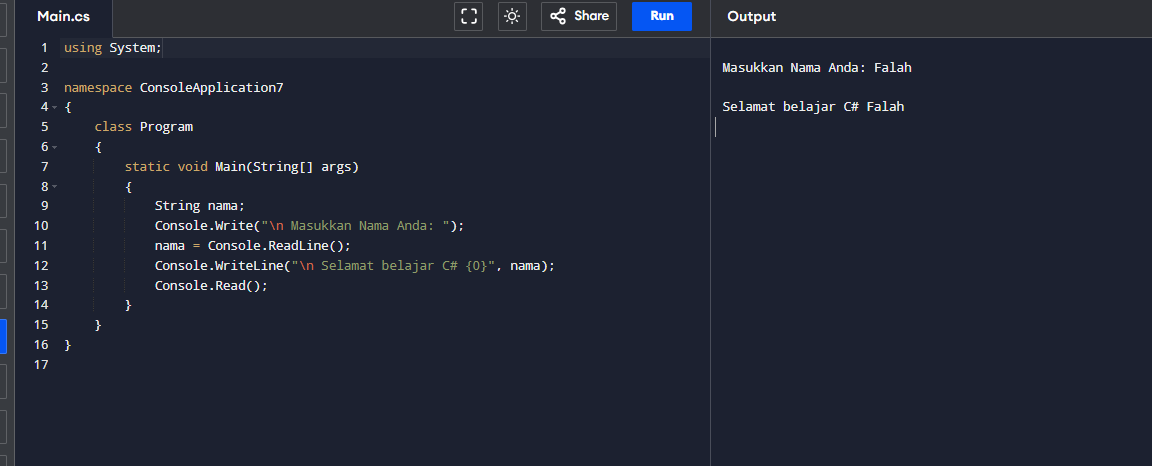 Main.cs
Share
Run
Output
1 using System;
2
3 namespace ConsoleApplication7
4 {
5     class Program
6     {
7         static void Main(String[] args)
8         {
9             String nama;
10             Console.Write("\n Masukkan Nama Anda: ");
11             nama = Console.ReadLine();
12             Console.WriteLine("\n Selamat belajar C# {0}", nama);
13             Console.Read();
14         }
15     }
16 }
17
Masukkan Nama Anda: Falah
Selamat belajar C# Falah